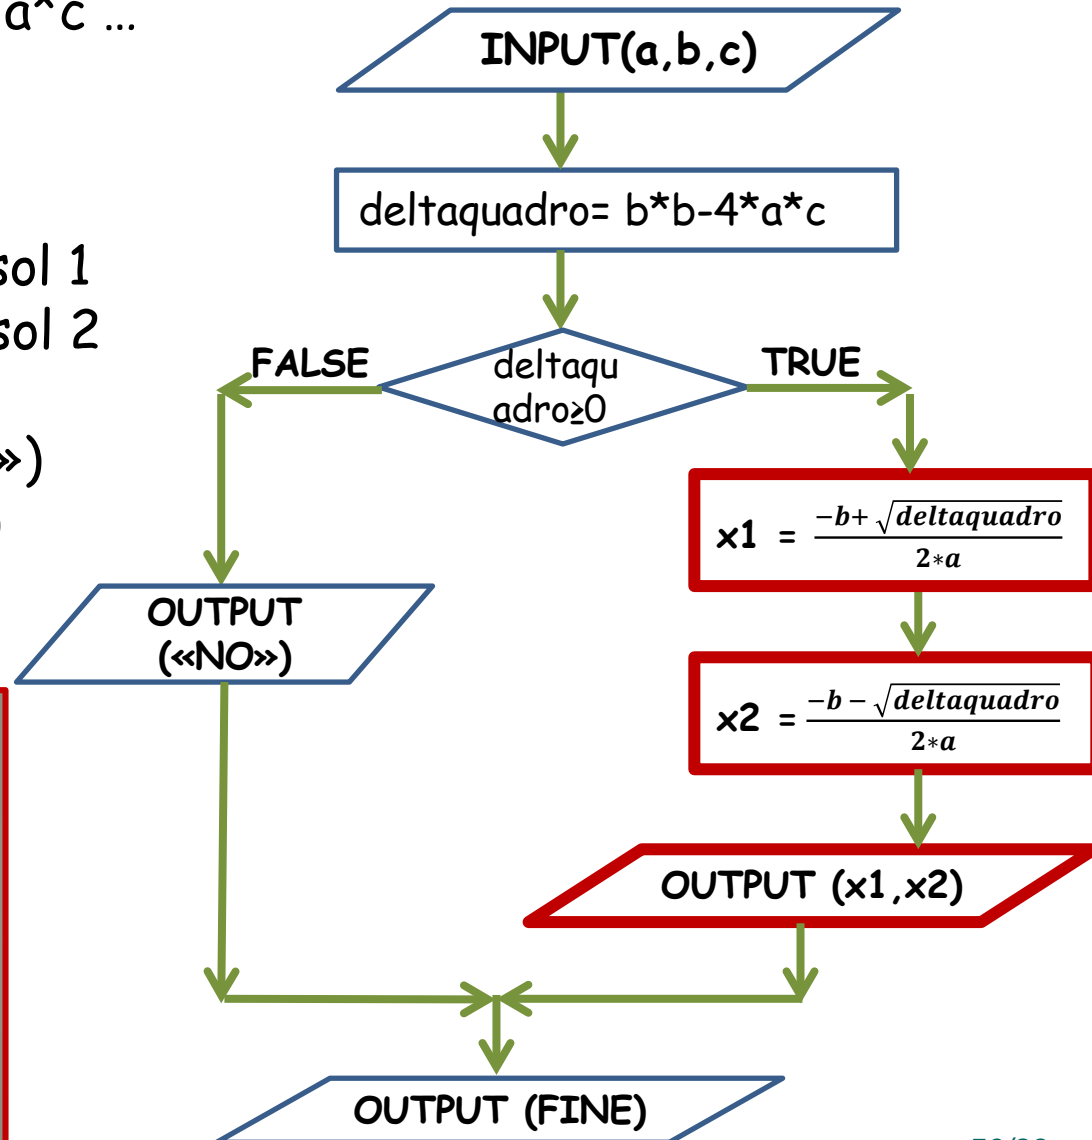 a*c ...
INPUT(a,b,c)
deltaquadro= b*b-4*a*c
sol 1
sol 2
FALSE
deltaqu
adro≥0
TRUE
»)
)
x1 = −b+ √deltaquadro
2∗a
OUTPUT
(«NO»)
x2 = −b − √deltaquadro
2∗a
OUTPUT (x1,x2)
OUTPUT (FINE)